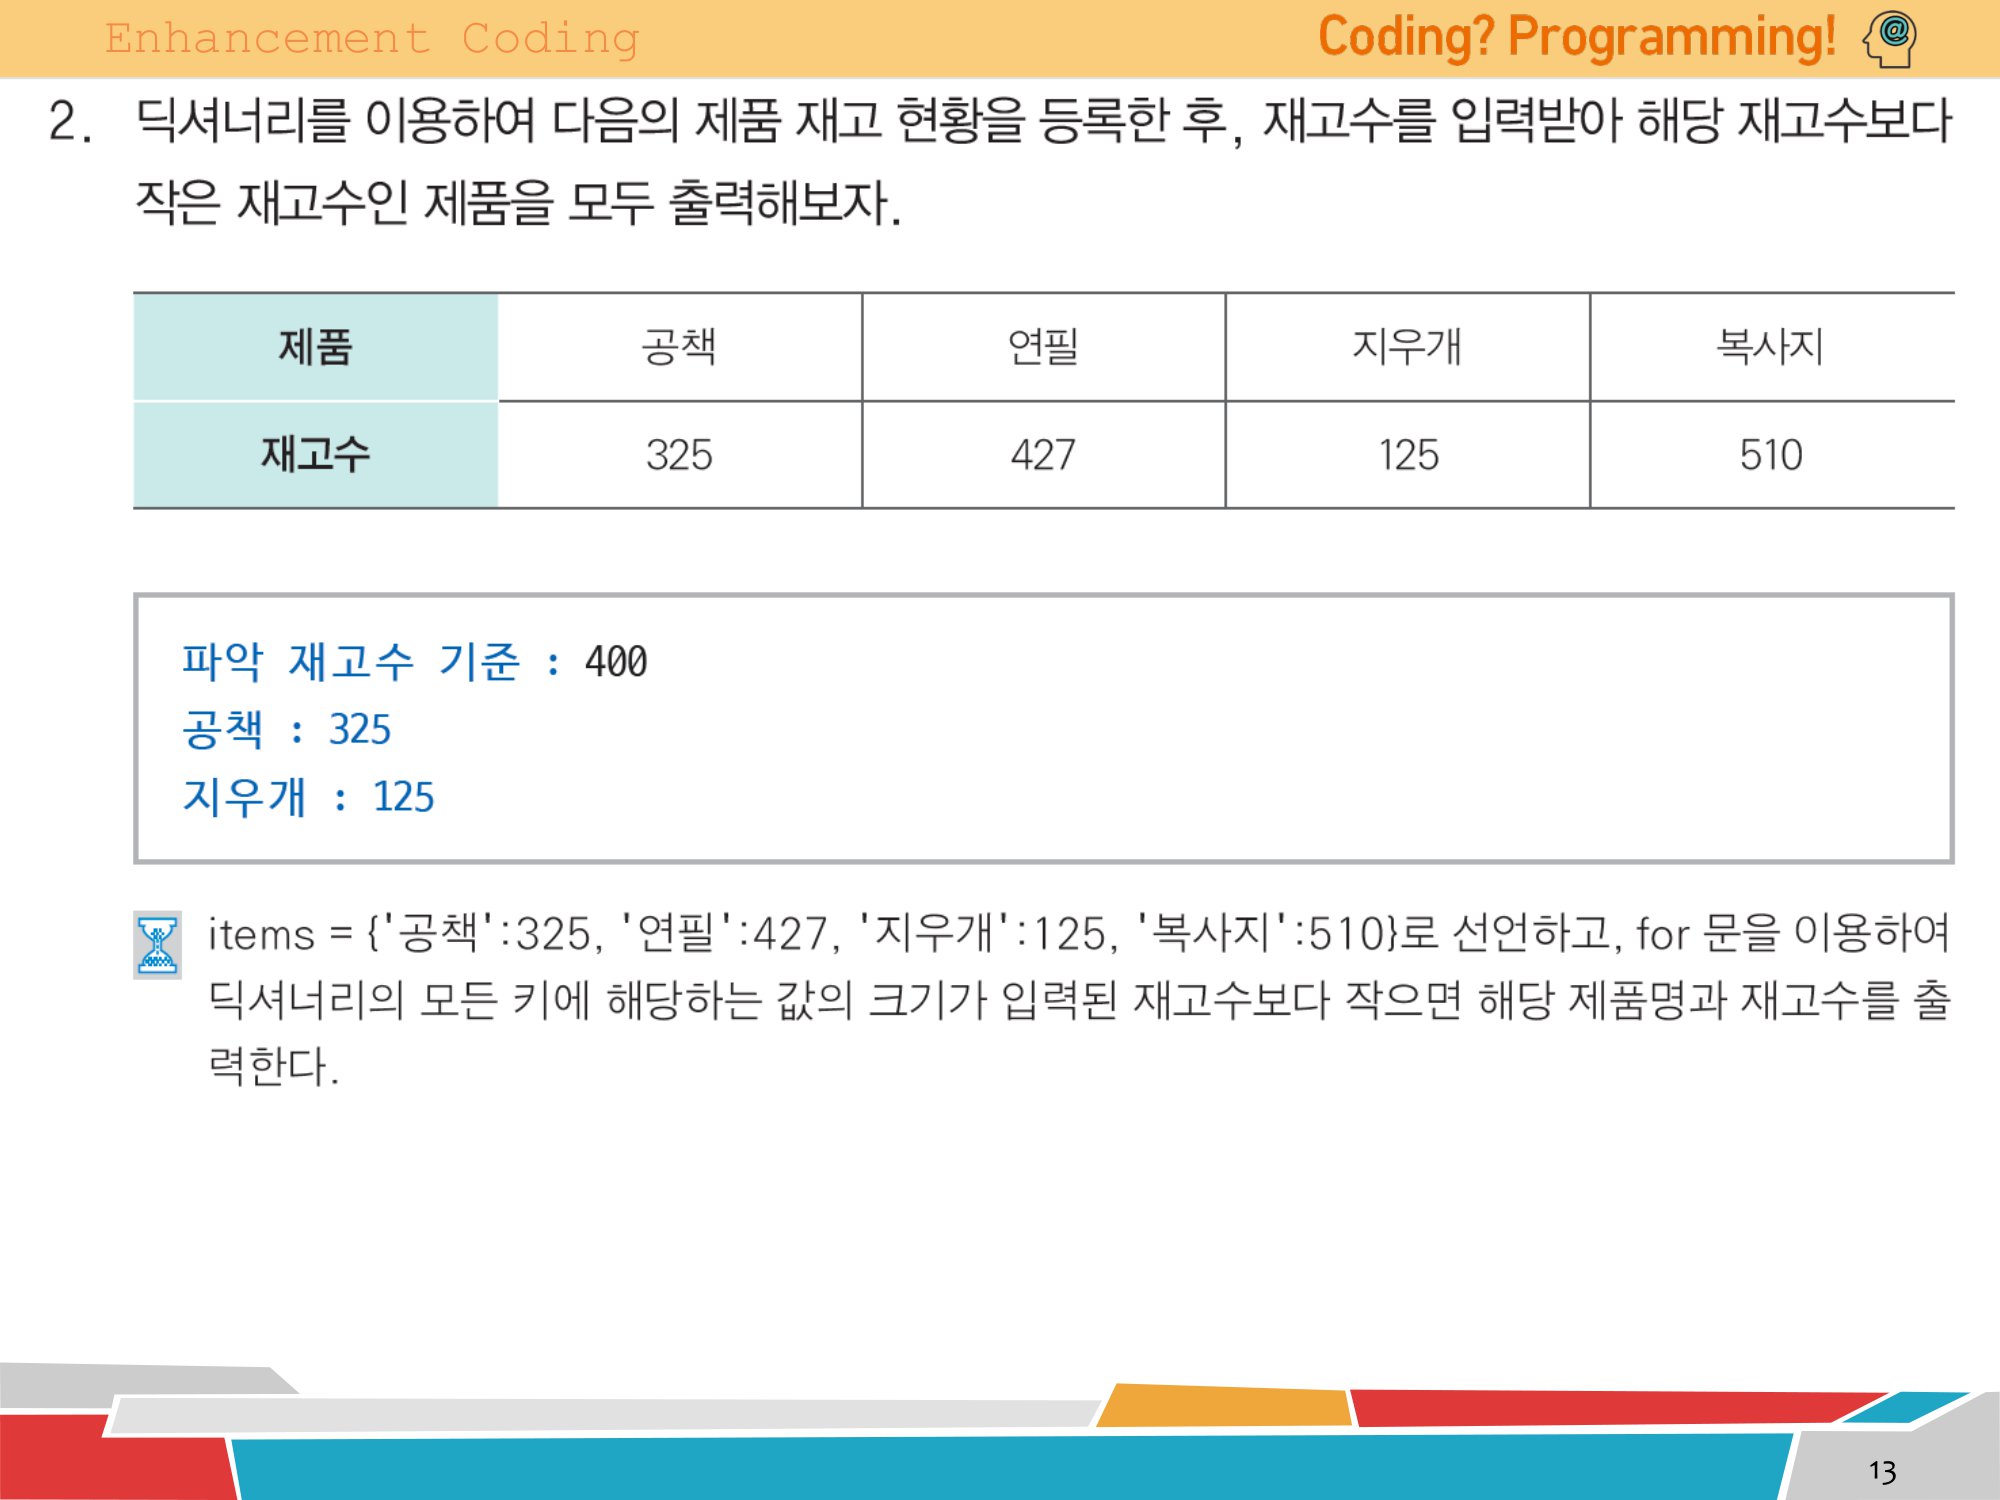 Enhancement Coding
Coding? Programming!
2. 딕셔너리를 이용하여 다음의 제품 재고 현황을 등록한 후, 재고수를 입력받아 해당 재고수보다
작은 재고수인 제품을 모두 출력해보자.
제품 공책 연필 지우개 복사지
재고수 325 427 125 510
파악 재고수 기준 : 400
공책 : 325
지우개 : 125
items = {'공책':325, '연필':427, '지우개':125, '복사지':510}로 선언하고, for 문을 이용하여
딕셔너리의 모든 키에 해당하는 값의 크기가 입력된 재고수보다 작으면 해당 제품명과 재고수를 출
력한다.
13